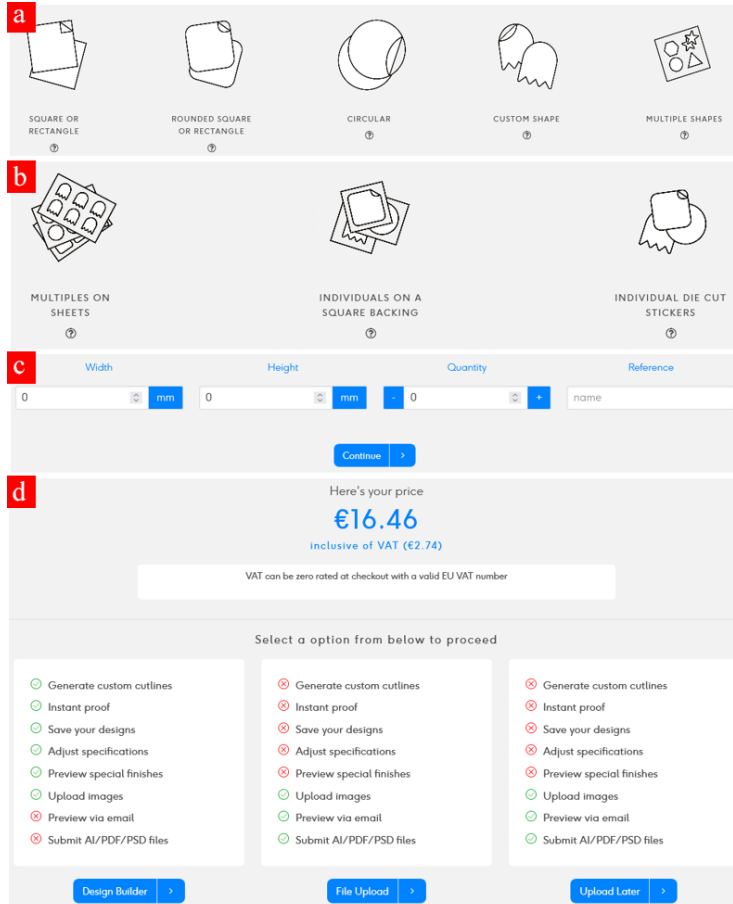 a
SQUARE OR
RECTANGLE
ROUNDED SQUARE
OR RECTANGLE
CIRCULAR
CUSTOM SHAPE
MULTIPLE SHAPES
?
?
?
?
?
b
MULTIPLES ON
SHEETS
INDIVIDUALS ON A
SQUARE BACKING
INDIVIDUAL DIE CUT
STICKERS
?
?
?
c
Width
Height
Quantity
Reference
0
mm
0
mm
-
0
+
name
Continue >
d
Here's your price
€16.46
inclusive of VAT (€2.74)
VAT can be zero rated at checkout with a valid EU VAT number
Select a option from below to proceed
Generate custom cutlines
Instant proof
Save your designs
Adjust specifications
Preview special finishes
Upload images
Preview via email
Submit AI/PDF/PSD files
Design Builder >
Generate custom cutlines
Instant proof
Save your designs
Adjust specifications
Preview special finishes
Upload images
Preview via email
Submit AI/PDF/PSD files
File Upload >
Generate custom cutlines
Instant proof
Save your designs
Adjust specifications
Preview special finishes
Upload images
Preview via email
Submit AI/PDF/PSD files
Upload Later >